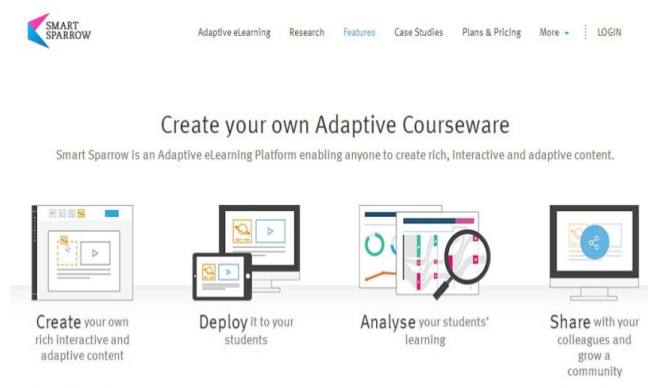 SMART
SPARROW
Adaptive eLearning Research Features Case Studies Plans & Pricing More LOGIN
Create your own Adaptive Courseware
Smart Sparrow is an Adaptive eLearning Platform enabling anyone to create rich, interactive and adaptive content.
Create your own
rich interactive and
adaptive content
Deploy it to your
students
Analyse your students'
learning
Share with your
colleagues and
grow a
community